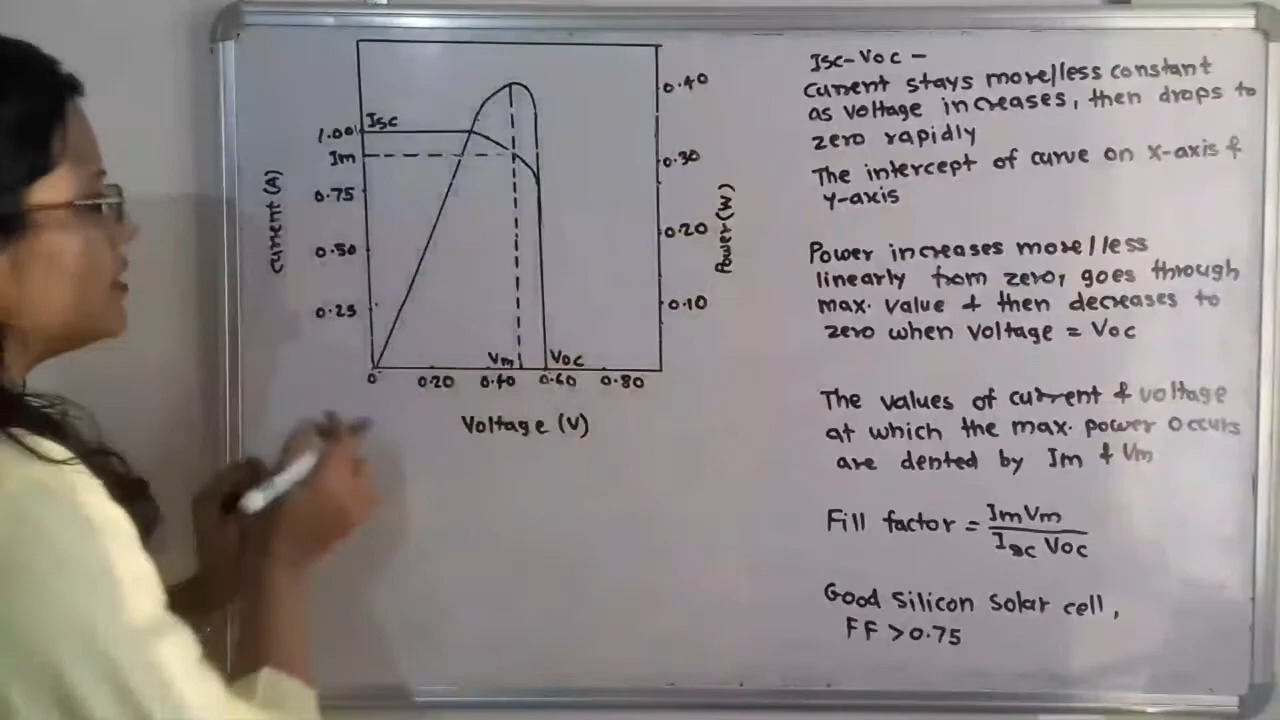 Isc-Voc -
Current stays more/less constant
as voltage increases, then drops to
zero rapidly
The intercept of curve on x-axis &
y-axis
Power increases more/less
linearly from zero, goes through
max. value & then decreases to
zero when voltage = Voc
The values of current & voltage
at which the max. power occurs
are dented by Im & Vm
Fill factor = ImVm
Isc Voc
Good Silicon Solar cell,
FF > 0.75
Current (A)
1.00
Isc
Im
0.75
0.50
0.25
0.40
0.30
0.20
0.10
Power (W)
Vm
Voc
0 0.20 0.40 0.60 0.80
Voltage (V)